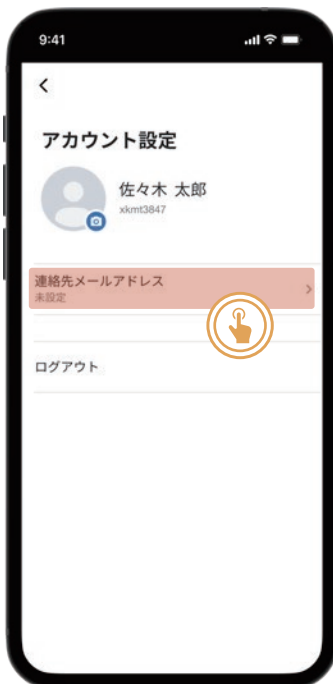 9:41
アカウント設定
佐々木 太郎
xkmt3847
連絡先メールアドレス
未設定
ログアウト